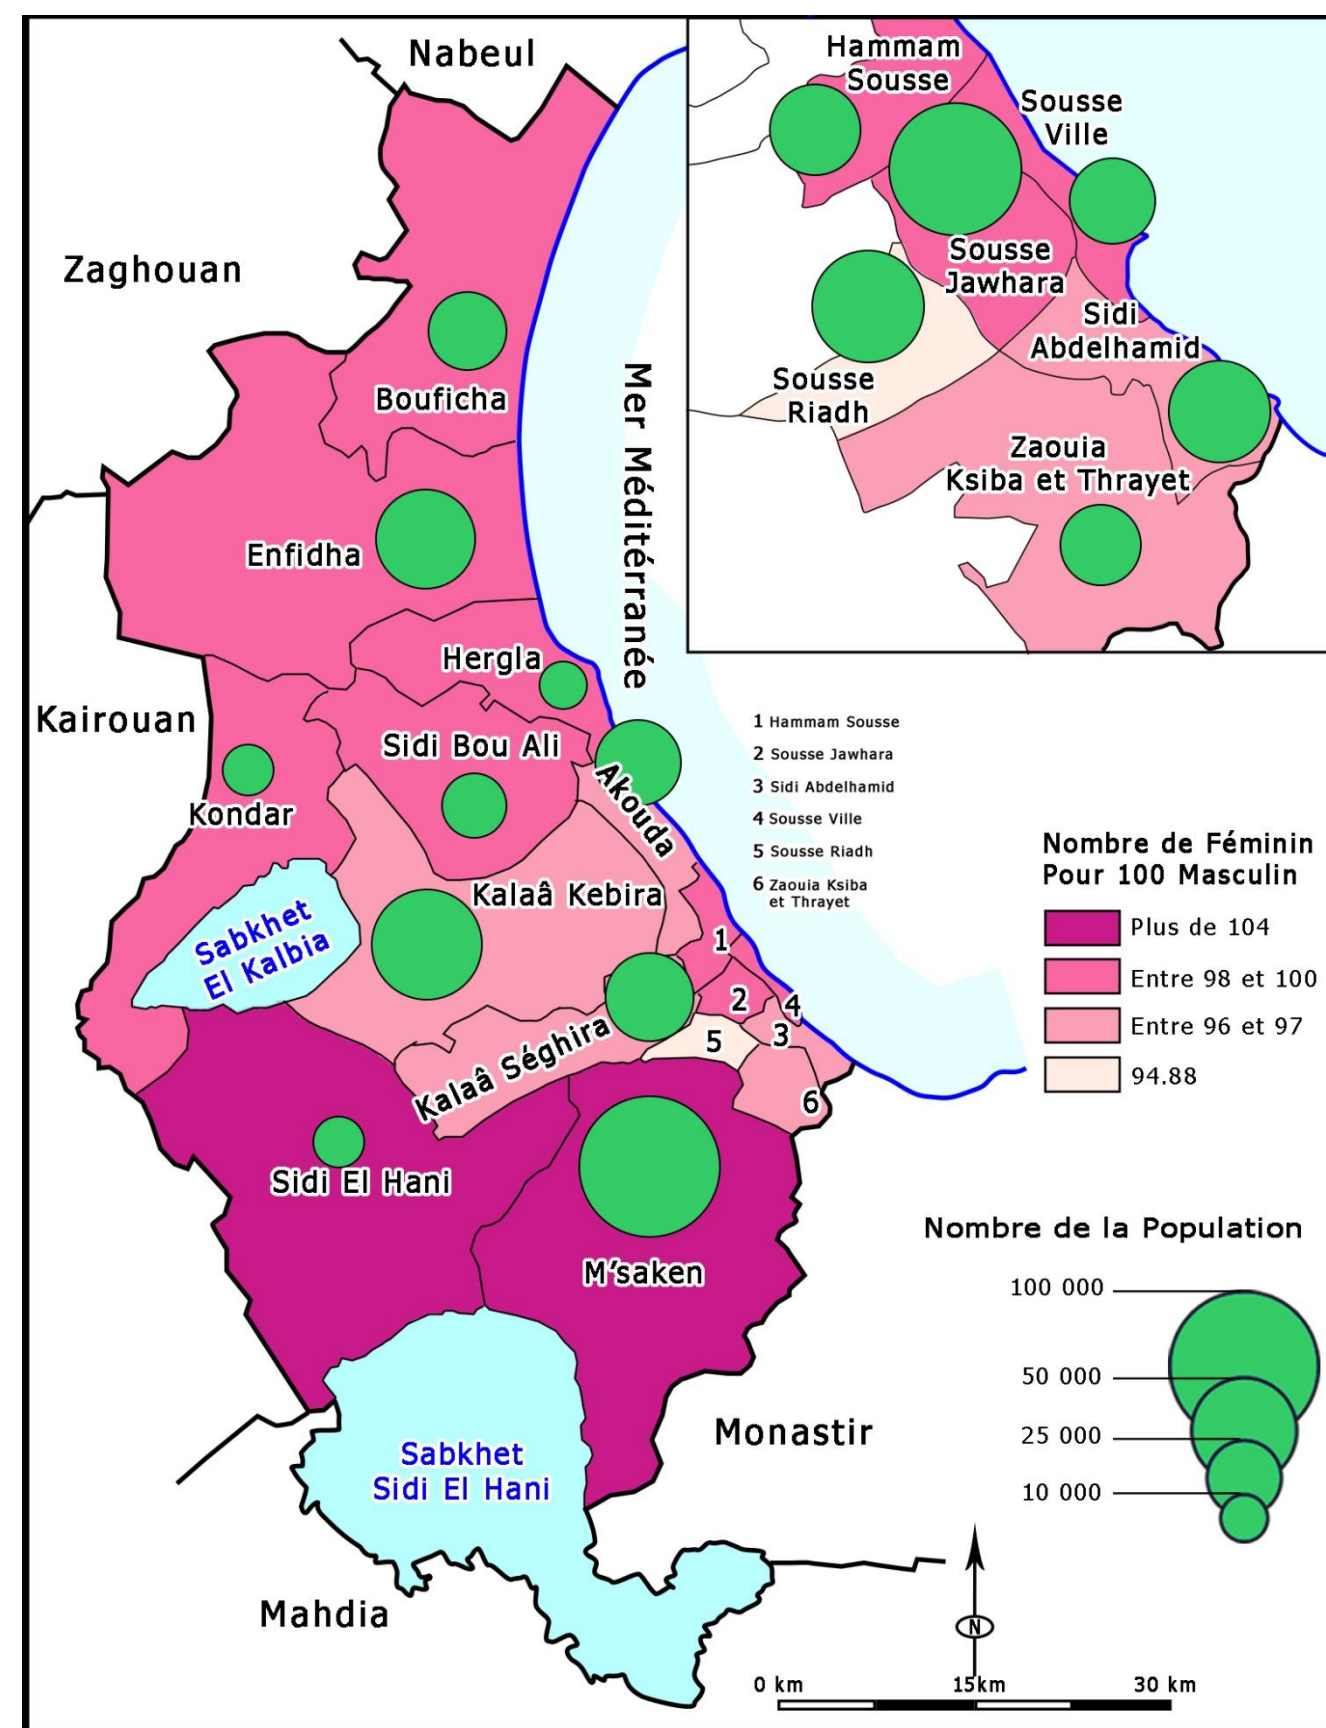 Nabeul
Zaghouan
Kairouan
Bouficha
Enfidha
Hergla
Sidi Bou Ali
Kondar
Akouda
Kalaâ Kebira
Sabkhet
El Kalbia
Kalaâ Séghira
1
2
3
4
5
6
Sidi El Hani
M'saken
Sabkhet
Sidi El Hani
Monastir
Mahdia
Mer Méditérranée
Hammam
Sousse
Sousse
Ville
Sousse
Jawhara
Sidi
Abdelhamid
Sousse
Riadh
Zaouia
Ksiba et Thrayet
1 Hammam Sousse
2 Sousse Jawhara
3 Sidi Abdelhamid
4 Sousse Ville
5 Sousse Riadh
6 Zaouia Ksiba
et Thrayet
Nombre de Féminin
Pour 100 Masculin
Plus de 104
Entre 98 et 100
Entre 96 et 97
94.88
Nombre de la Population
100 000
50 000
25 000
10 000
N
0 km 15km 30 km